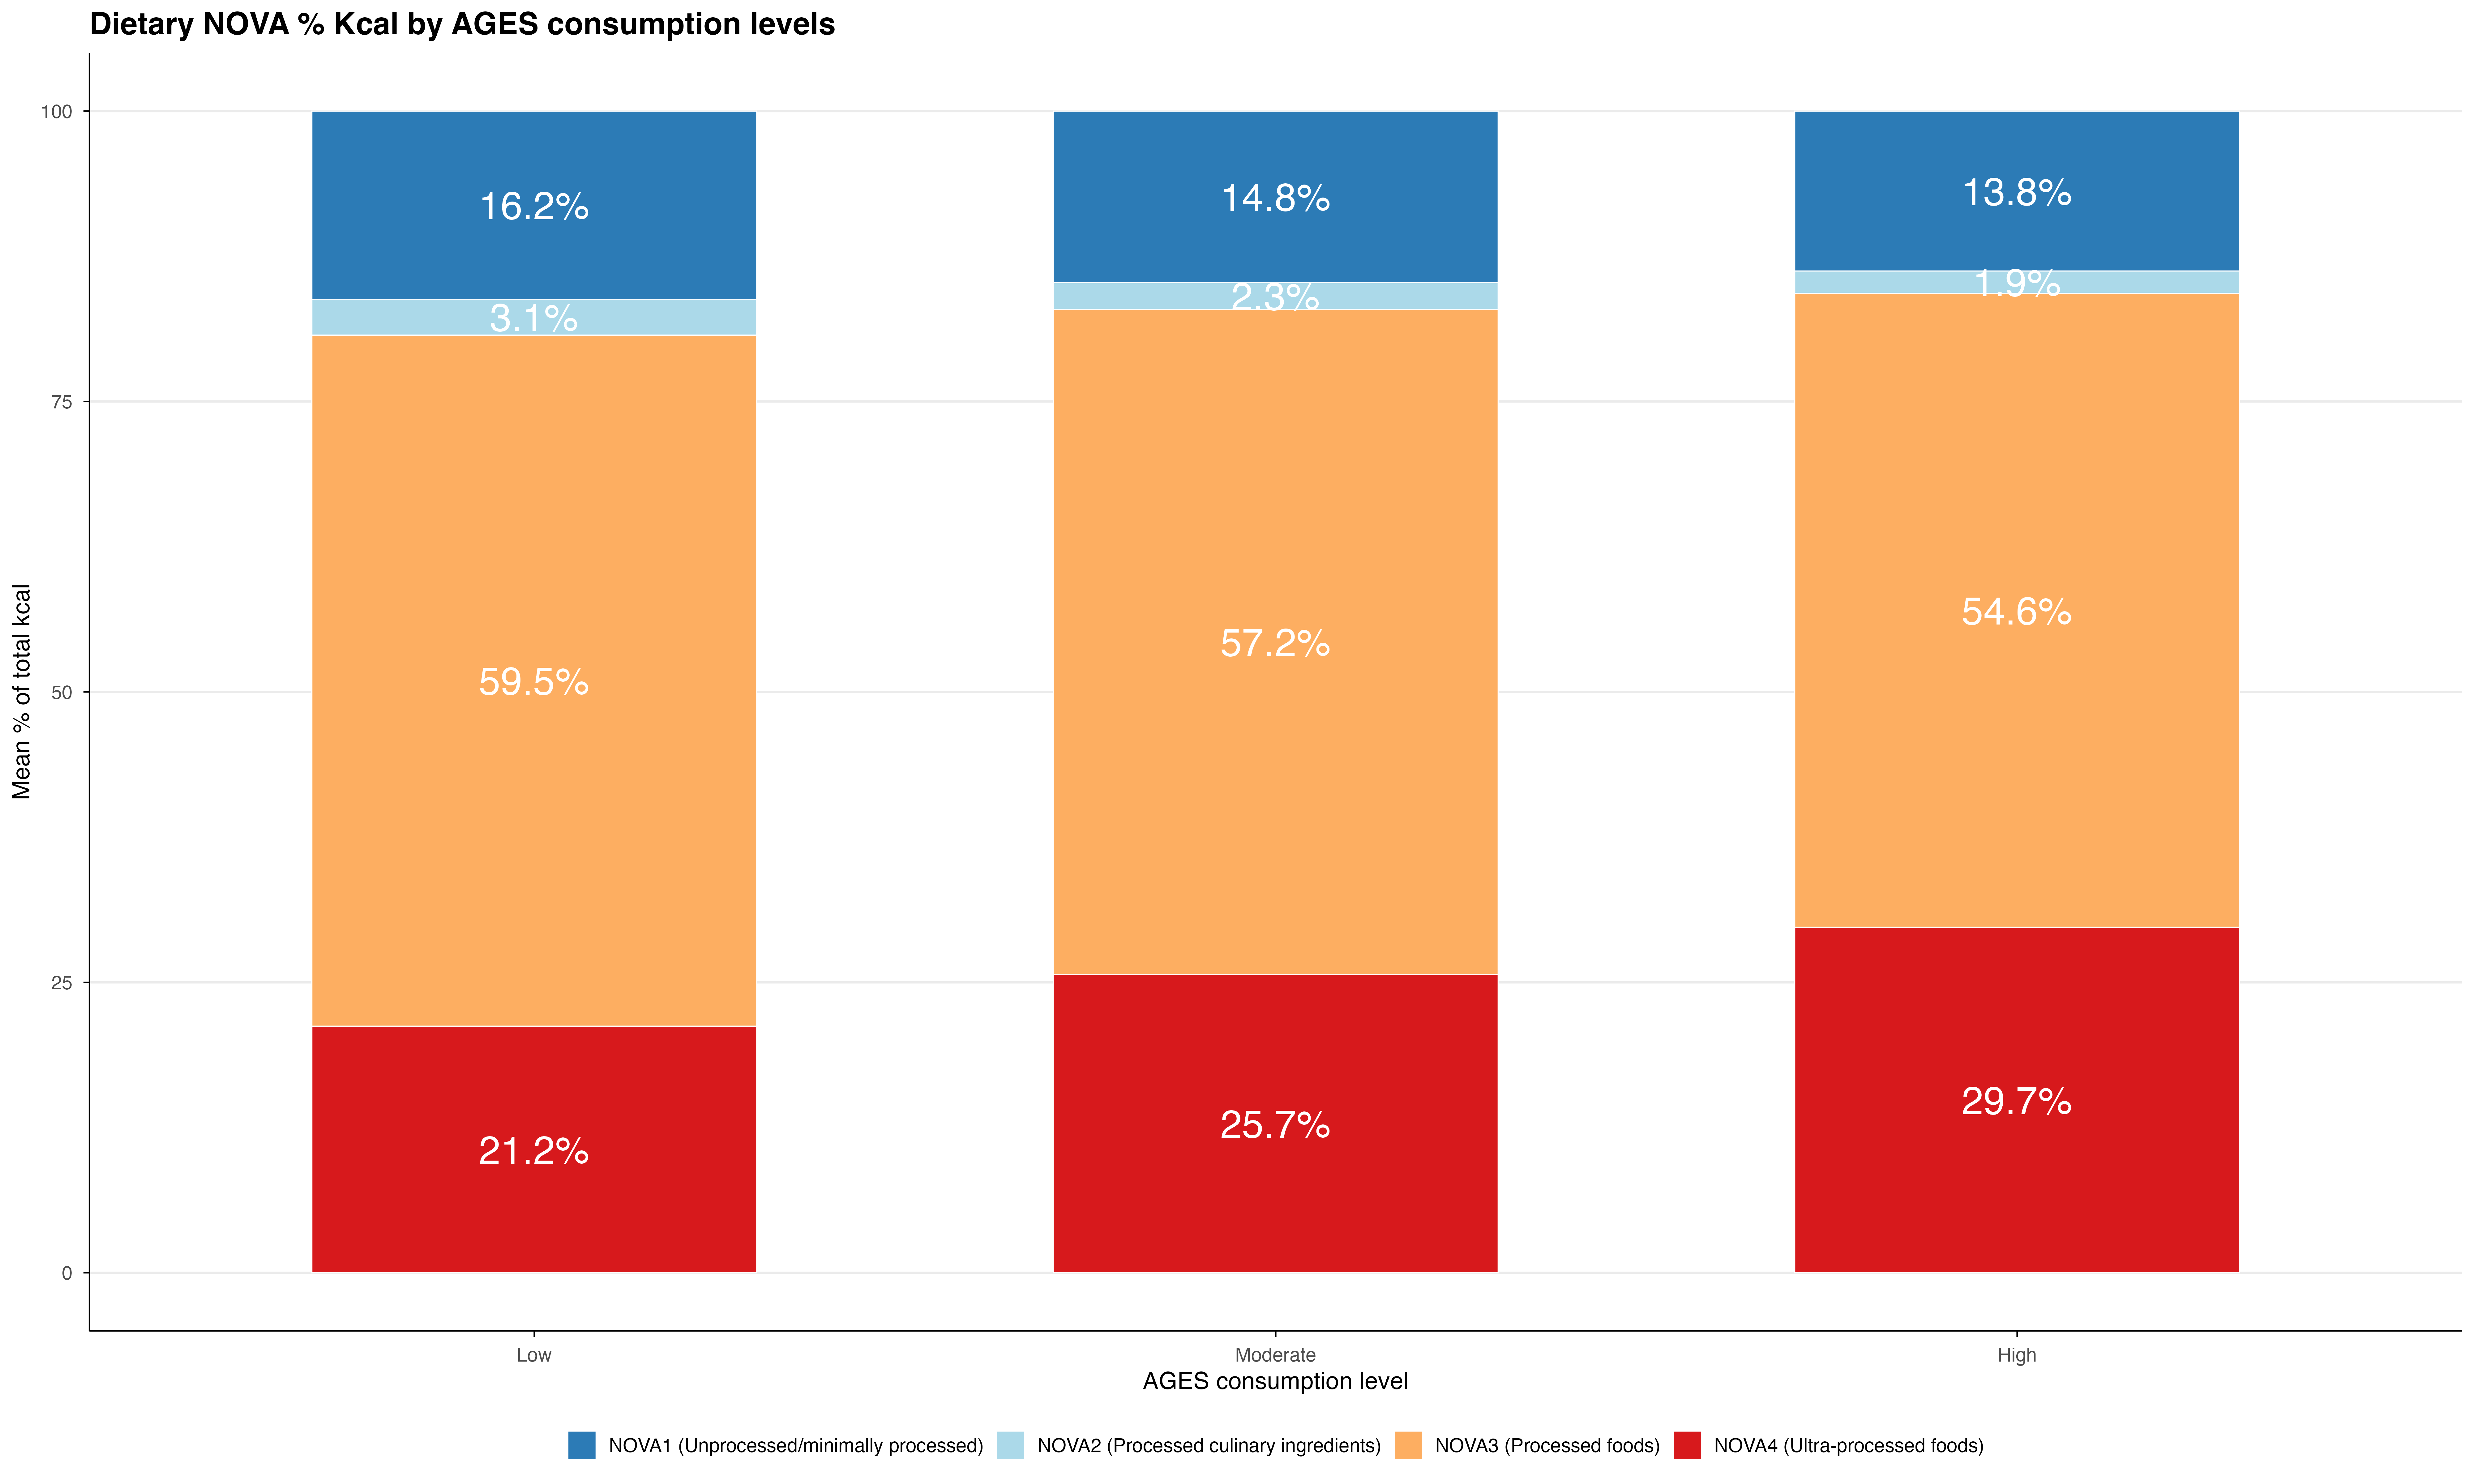 Dietary NOVA % Kcal by AGES consumption levels
Mean % of total kcal
100
75
50
25
0
16.2%
3.1%
59.5%
21.2%
14.8%
2.3%
57.2%
25.7%
13.8%
1.9%
54.6%
29.7%
Low
Moderate
High
AGES consumption level
NOVA1 (Unprocessed/minimally processed)
NOVA2 (Processed culinary ingredients)
NOVA3 (Processed foods)
NOVA4 (Ultra-processed foods)